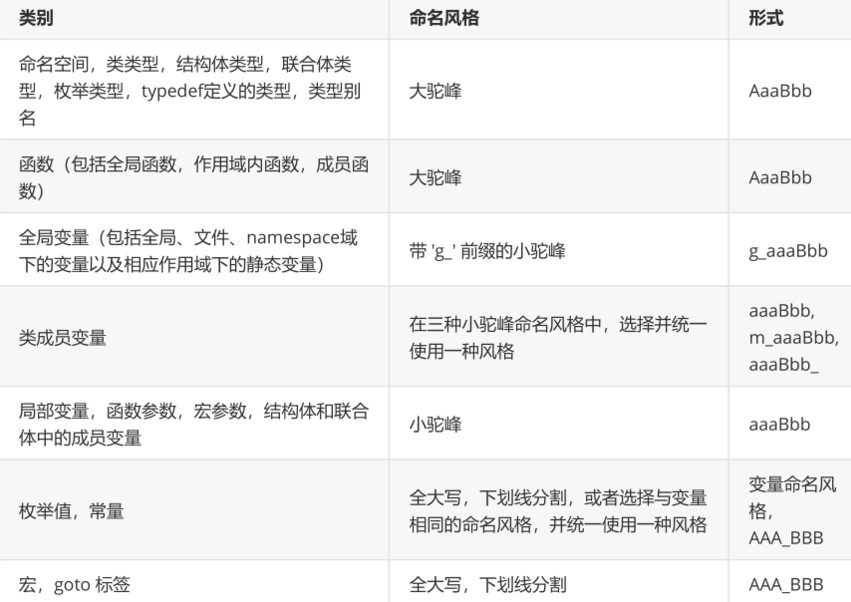 类别
命名风格
形式
命名空间，类类型，结构体类型，联合体类
型，枚举类型，typedef定义的类型，类型别
名
大驼峰
AaaBbb
函数（包括全局函数，作用域内函数，成员函
数）
大驼峰
AaaBbb
全局变量（包括全局、文件、namespace域
下的变量以及相应作用域下的静态变量）
带 'g_' 前缀的小驼峰
g_aaaBbb
类成员变量
在三种小驼峰命名风格中，选择并统一
使用一种风格
aaaBbb,
m_aaaBbb,
aaaBbb_
局部变量，函数参数，宏参数，结构体和联合
体中的成员变量
小驼峰
aaaBbb
枚举值，常量
全大写，下划线分割，或者选择与变量
相同的命名风格，并统一使用一种风格
变量命名风
格，
AAA_BBB
宏，goto 标签
全大写，下划线分割
AAA_BBB